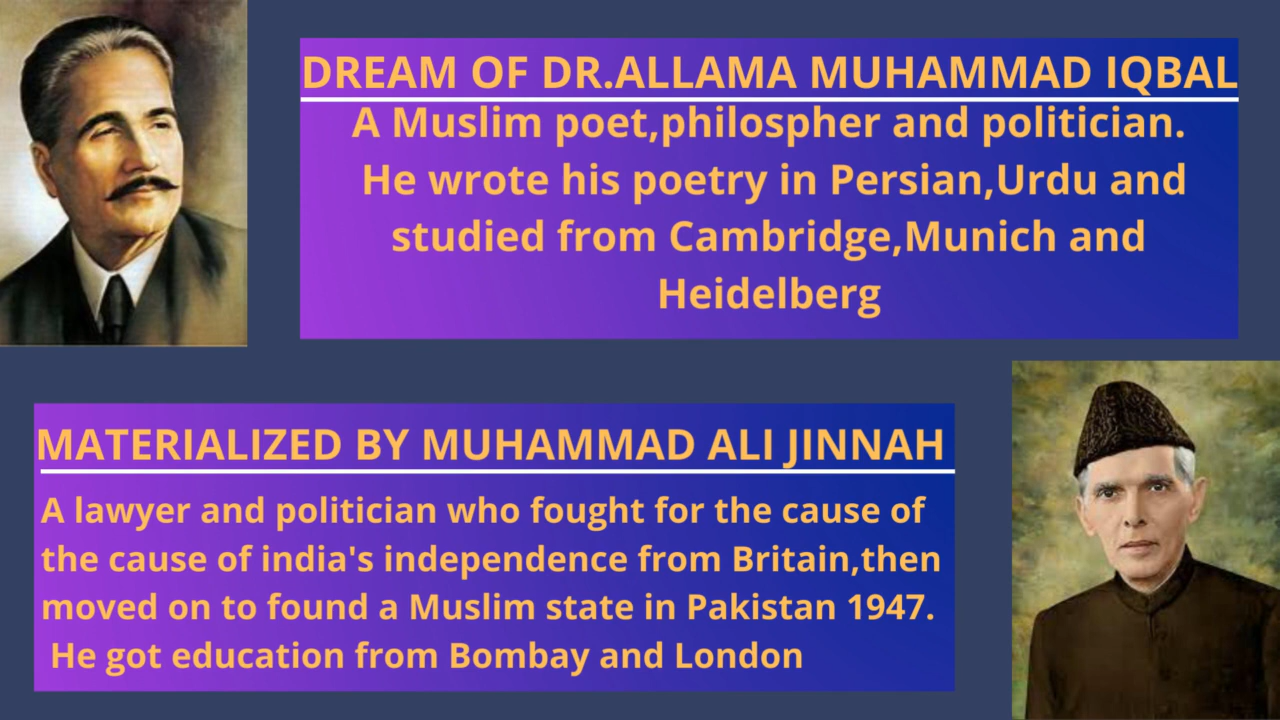 DREAM OF DR.ALLAMA MUHAMMAD IQBAL
A Muslim poet,philospher and politician.
He wrote his poetry in Persian,Urdu and
studied from Cambridge,Munich and
Heidelberg
MATERIALIZED BY MUHAMMAD ALI JINNAH
A lawyer and politician who fought for the cause of
the cause of india's independence from Britain,then
moved on to found a Muslim state in Pakistan 1947.
He got education from Bombay and London